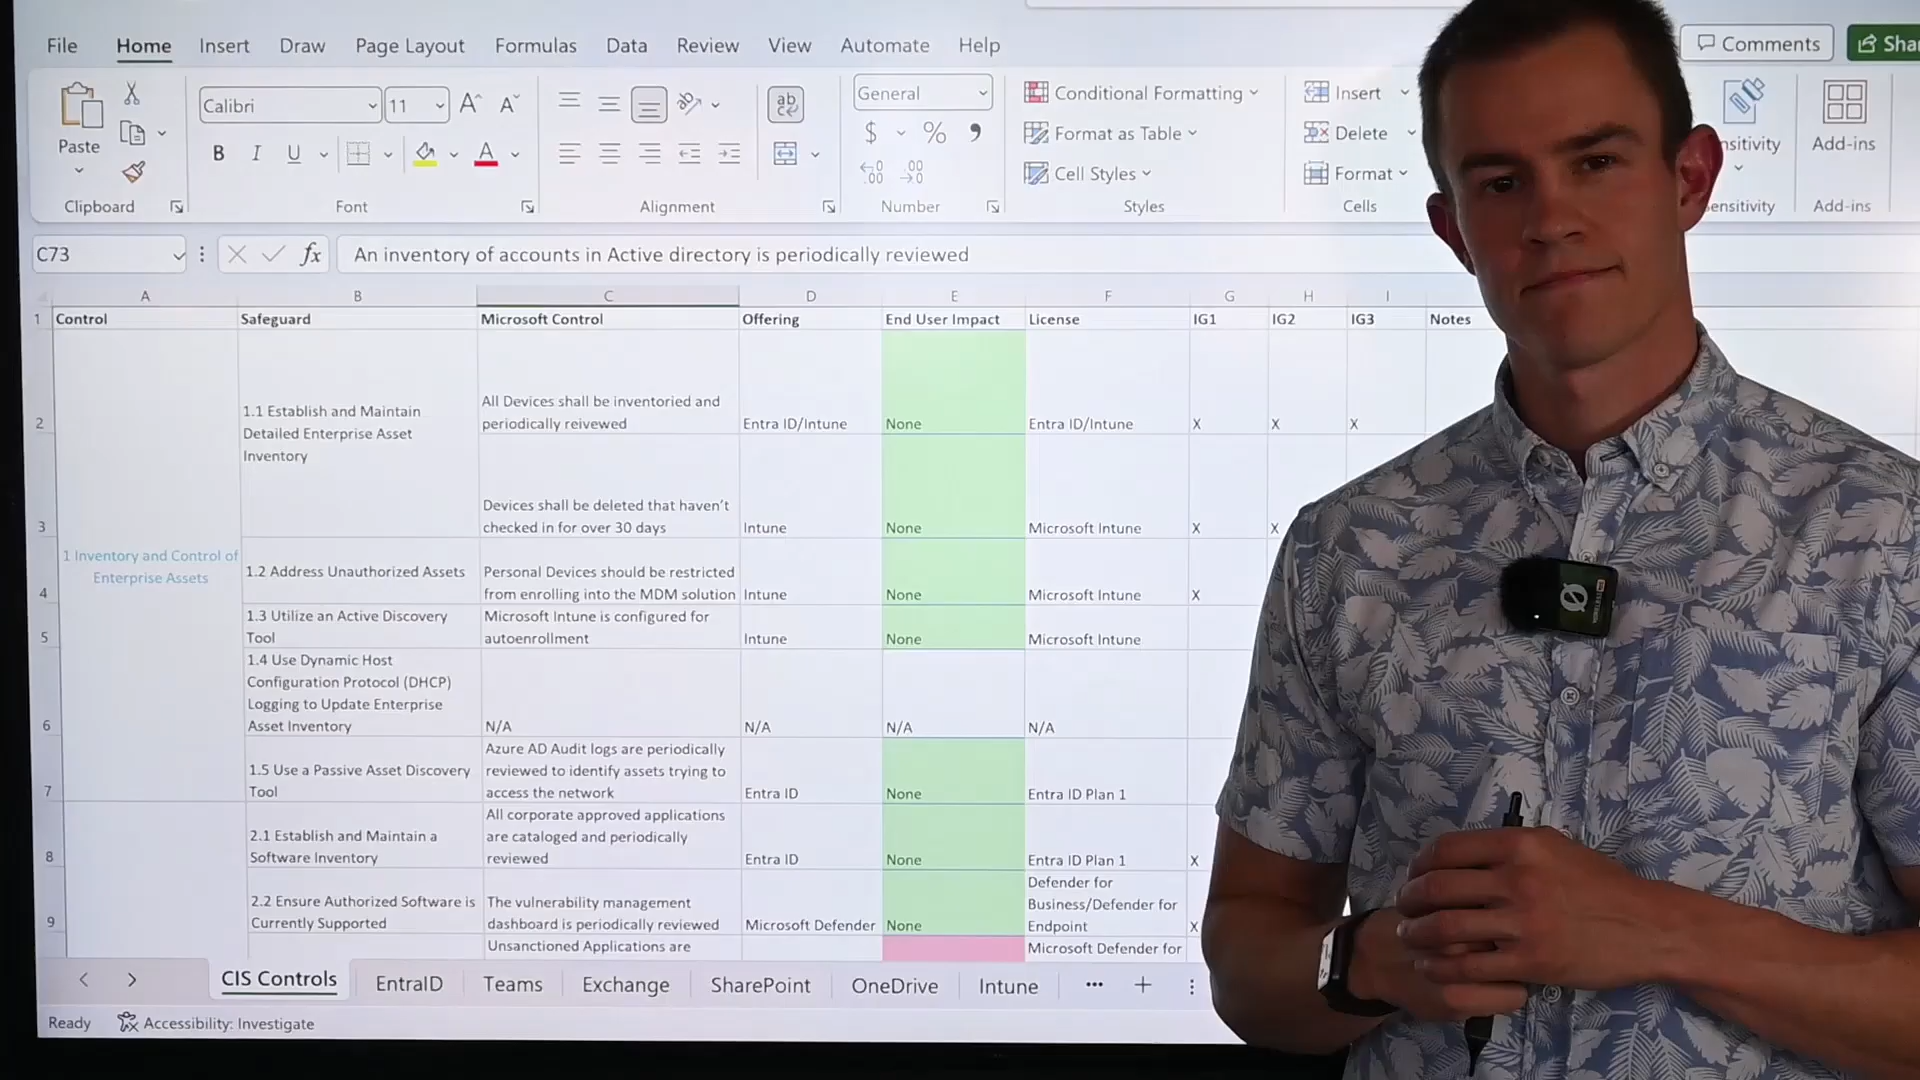 File Home Insert Draw Page Layout Formulas Data Review View Automate Help Comments
Calibri 11 General Conditional Formatting Insert
Paste Format as Table Delete Add-ins
B I U Cell Styles Format
Clipboard Font Alignment Number Styles Cells Add-ins
C73 fx An inventory of accounts in Active directory is periodically reviewed
A B C D E F G H I
1 Control Safeguard Microsoft Control Offering End User Impact License IG1 IG2 IG3 Notes
1 Inventory and Control of
Enterprise Assets
1.1 Establish and Maintain
Detailed Enterprise Asset
Inventory
All Devices shall be inventoried and
periodically reivewed
2 Entra ID/Intune None Entra ID/Intune X X X
Devices shall be deleted that haven't
checked in for over 30 days
3 Intune None Microsoft Intune X X
1.2 Address Unauthorized Assets
Personal Devices should be restricted
from enrolling into the MDM solution
4 Intune None Microsoft Intune X
1.3 Utilize an Active Discovery
Tool
Microsoft Intune is configured for
autoenrollment
5 Intune None Microsoft Intune
1.4 Use Dynamic Host
Configuration Protocol (DHCP)
Logging to Update Enterprise
Asset Inventory
6 N/A N/A N/A N/A
1.5 Use a Passive Asset Discovery
Tool
Azure AD Audit logs are periodically
reviewed to identify assets trying to
access the network
7 Entra ID None Entra ID Plan 1
2.1 Establish and Maintain a
Software Inventory
All corporate approved applications
are cataloged and periodically
reviewed
8 Entra ID None Entra ID Plan 1 X
2.2 Ensure Authorized Software is
Currently Supported
The vulnerability management
dashboard is periodically reviewed
9 Microsoft Defender None
Defender for
Business/Defender for
Endpoint
X
Unsanctioned Applications are
Microsoft Defender for
CIS Controls EntraID Teams Exchange SharePoint OneDrive Intune
Ready Accessibility: Investigate